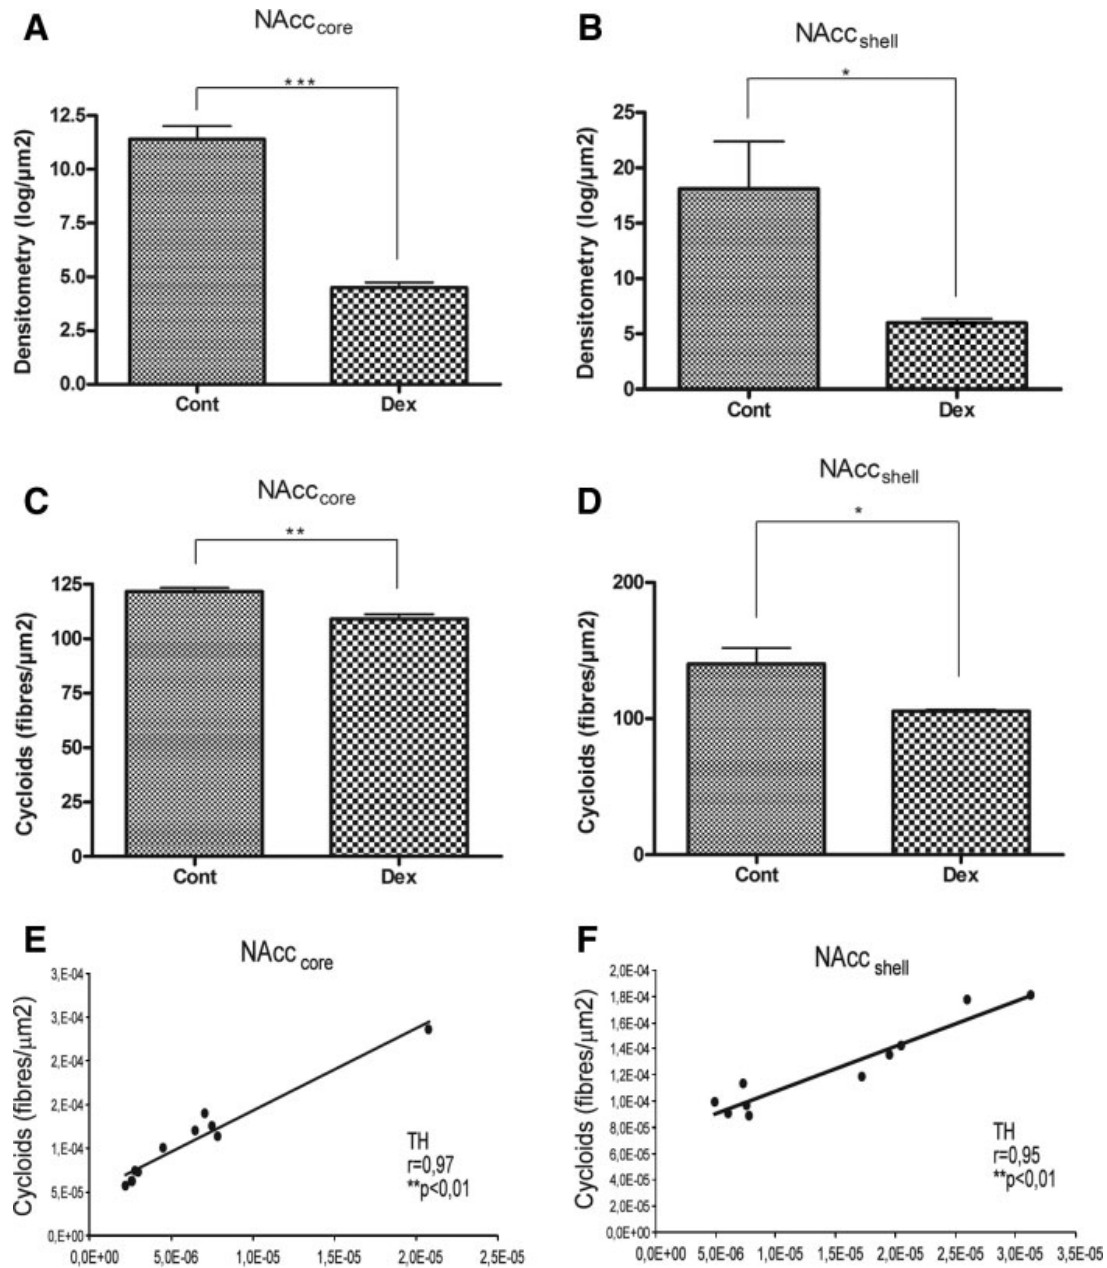 A
NAcc core
***
Densitometry (log/µm2)
12.5
10.0
7.5
5.0
2.5
0.0
Cont Dex
B
NAcc shell
*
Densitometry (log/µm2)
25
20
15
10
5
0
Cont Dex
C
NAcc core
**
Cycloids (fibres/µm2)
125
100
75
50
25
0
Cont Dex
D
NAcc shell
*
Cycloids (fibres/µm2)
200
100
0
Cont Dex
E
NAcc core
Cycloids (fibres/µm2)
3,E-04
3,E-04
2,E-04
2,E-04
1,E-04
5,E-05
0,E+00
TH
r=0,97
**p<0,01
0,0E+00 5,0E-06 1,0E-05 1,5E-05 2,0E-05 2,5E-05
F
NAcc shell
Cycloids (fibres/µm2)
2,0E-04
1,8E-04
1,6E-04
1,4E-04
1,2E-04
1,0E-04
8,0E-05
6,0E-05
4,0E-05
2,0E-05
0,0E+00
TH
r=0,95
**p<0,01
0,0E+00 5,0E-06 1,0E-05 1,5E-05 2,0E-05 2,5E-05 3,0E-05 3,5E-05